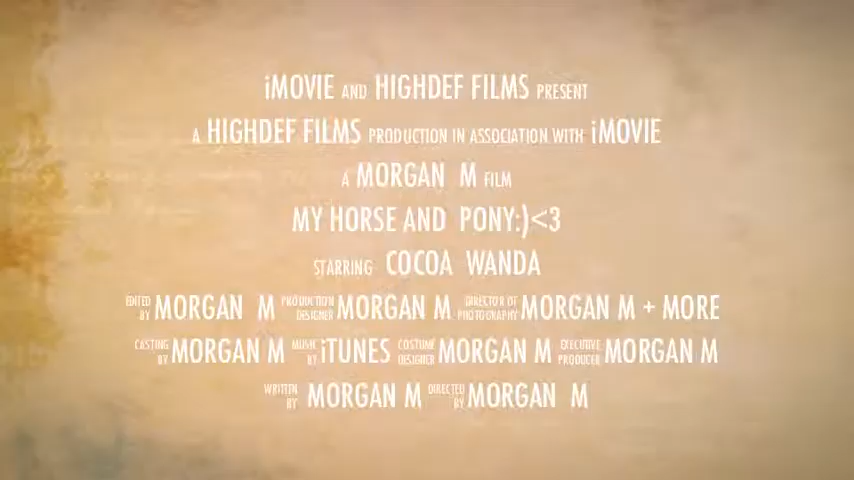 iMOVIE AND HIGHDEF FILMS PRESENT
A HIGHDEF FILMS PRODUCTION IN ASSOCIATION WITH iMOVIE
A MORGAN M FILM
MY HORSE AND PONY:)<3
STARRING COCOA WANDA
EDITED BY MORGAN M PRODUCTION DESIGNER MORGAN M DIRECTOR OF PHOTOGRAPHY MORGAN M + MORE
CASTING BY MORGAN M MUSIC BY iTUNES COSTUME DESIGNER MORGAN M EXECUTIVE PRODUCER MORGAN M
WRITTEN BY MORGAN M DIRECTED BY MORGAN M